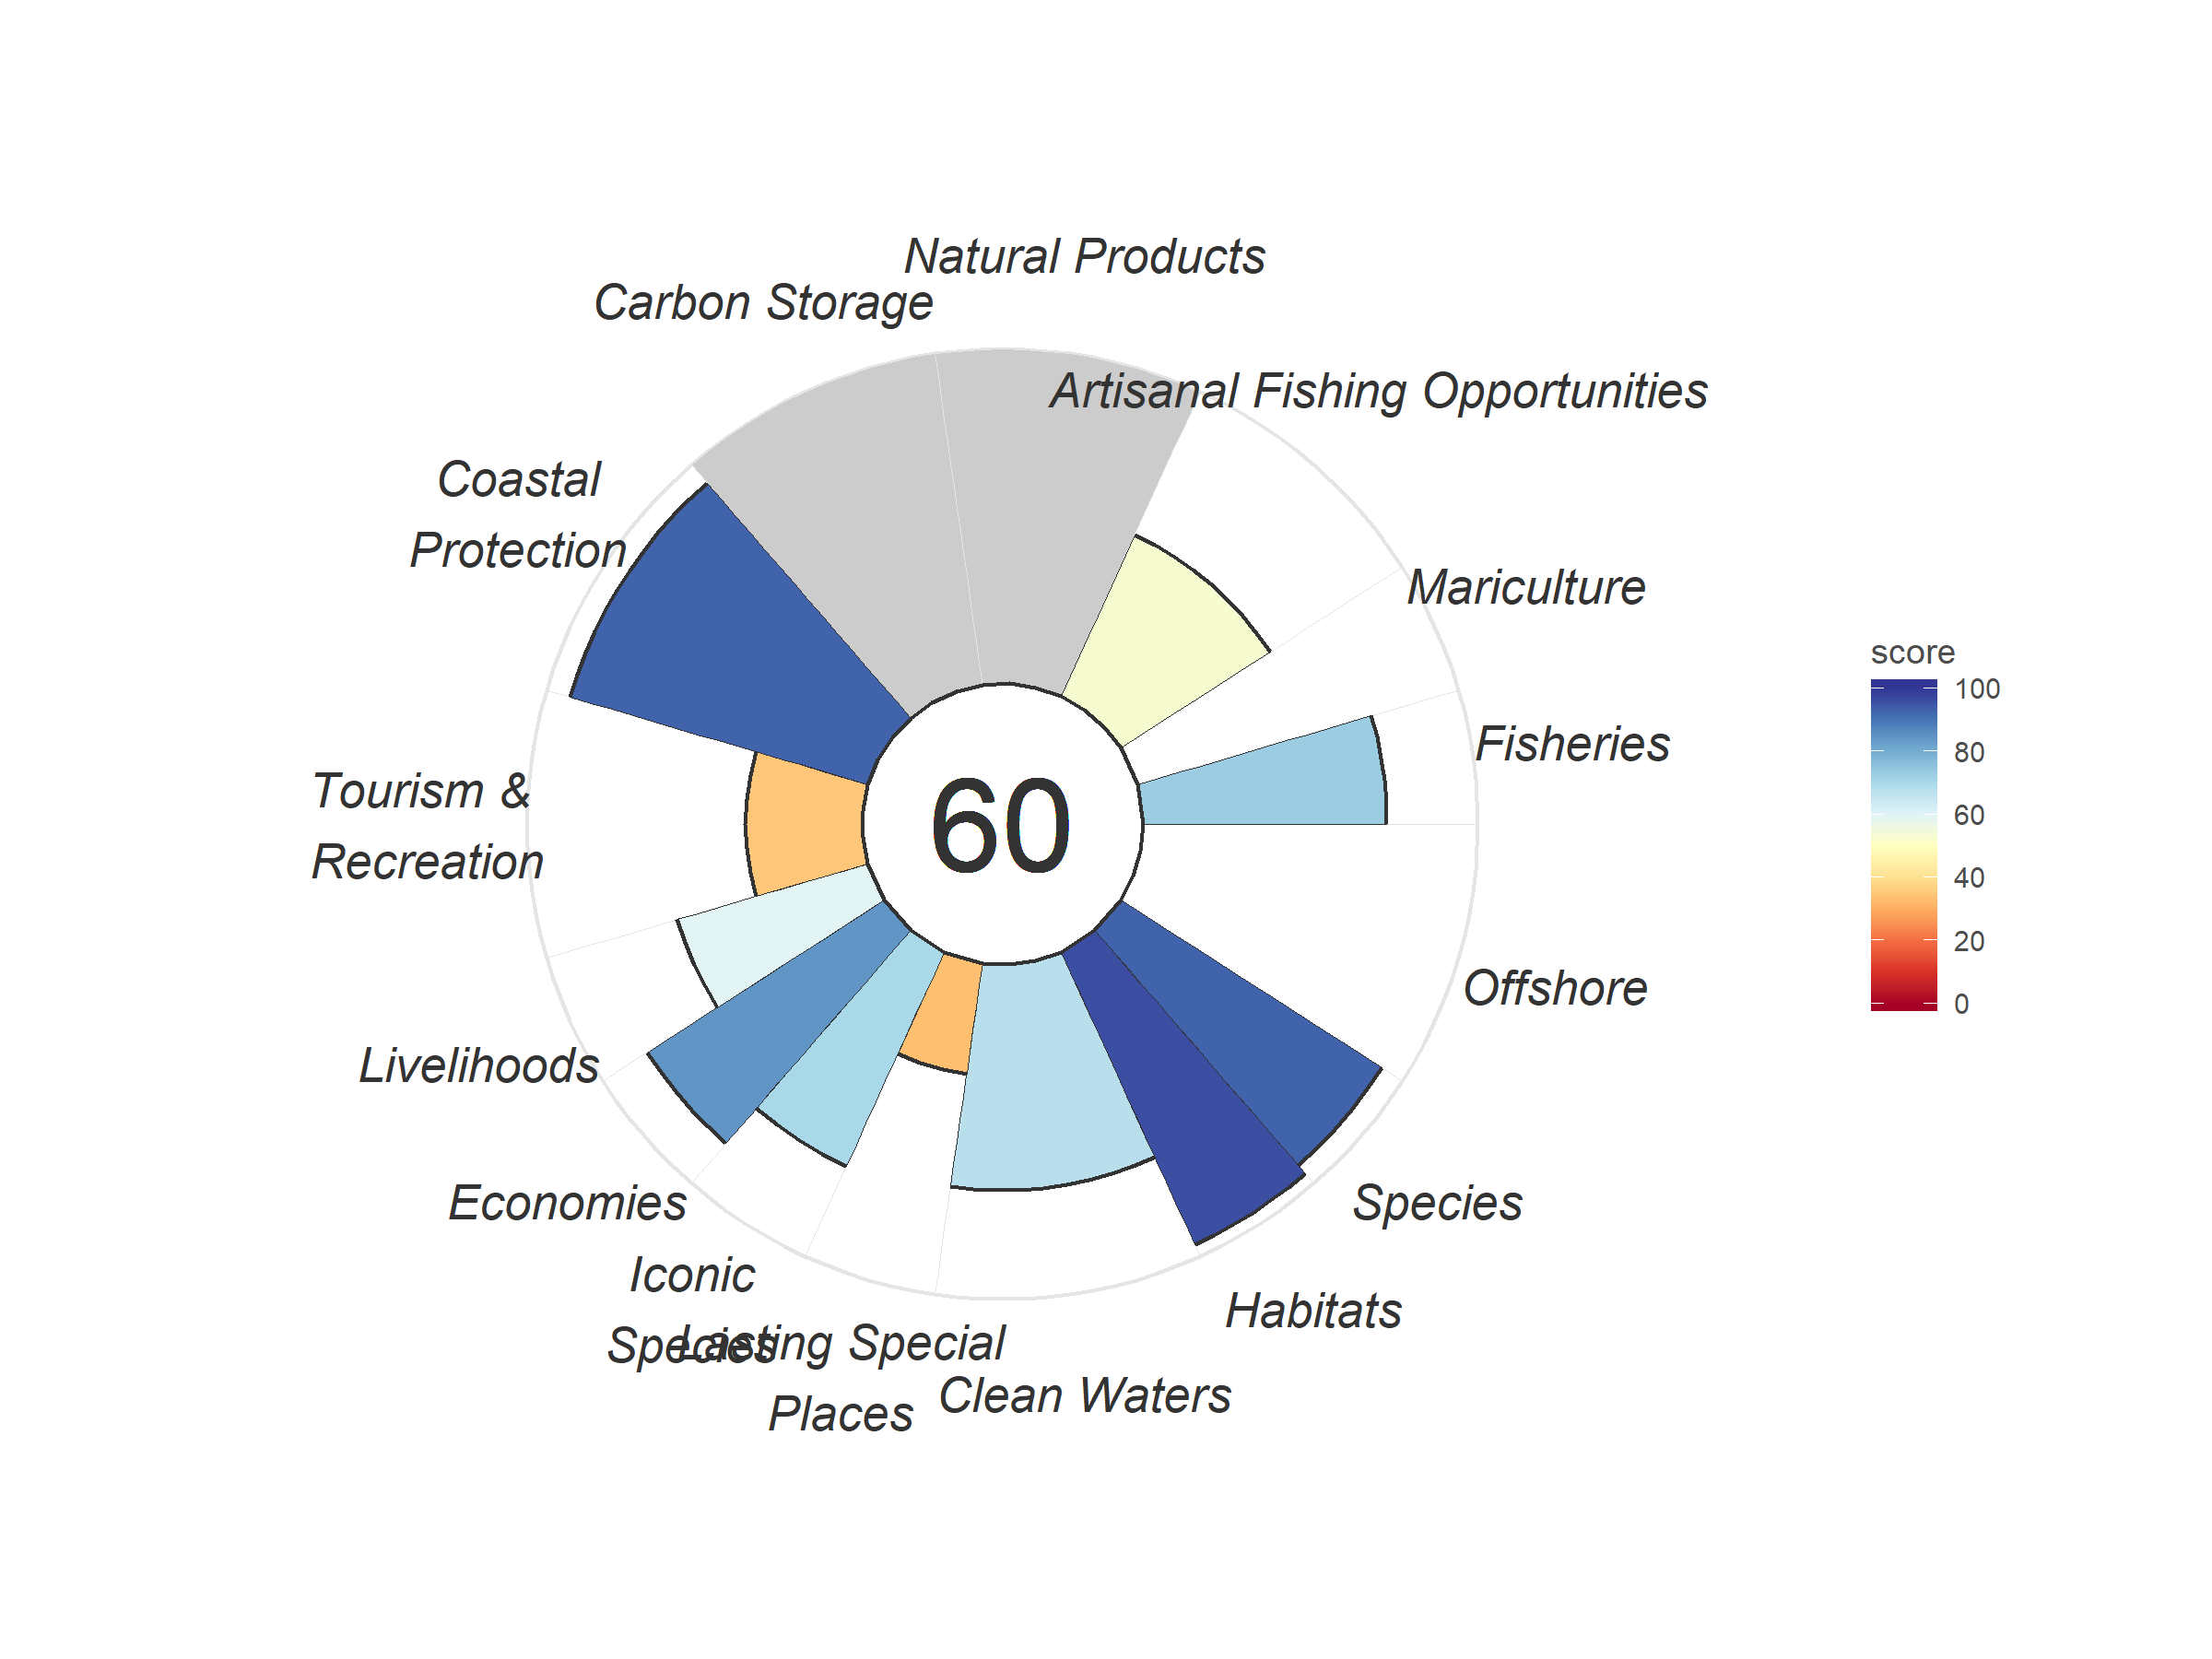 Natural Products
Carbon Storage
Artisanal Fishing Opportunities
Coastal
Protection
Mariculture
Fisheries
score
100
80
60
40
20
0
60
Tourism &
Recreation
Offshore
Livelihoods
Economies
Species
Iconic
Species
Habitats
Lasting Special
Places
Clean Waters